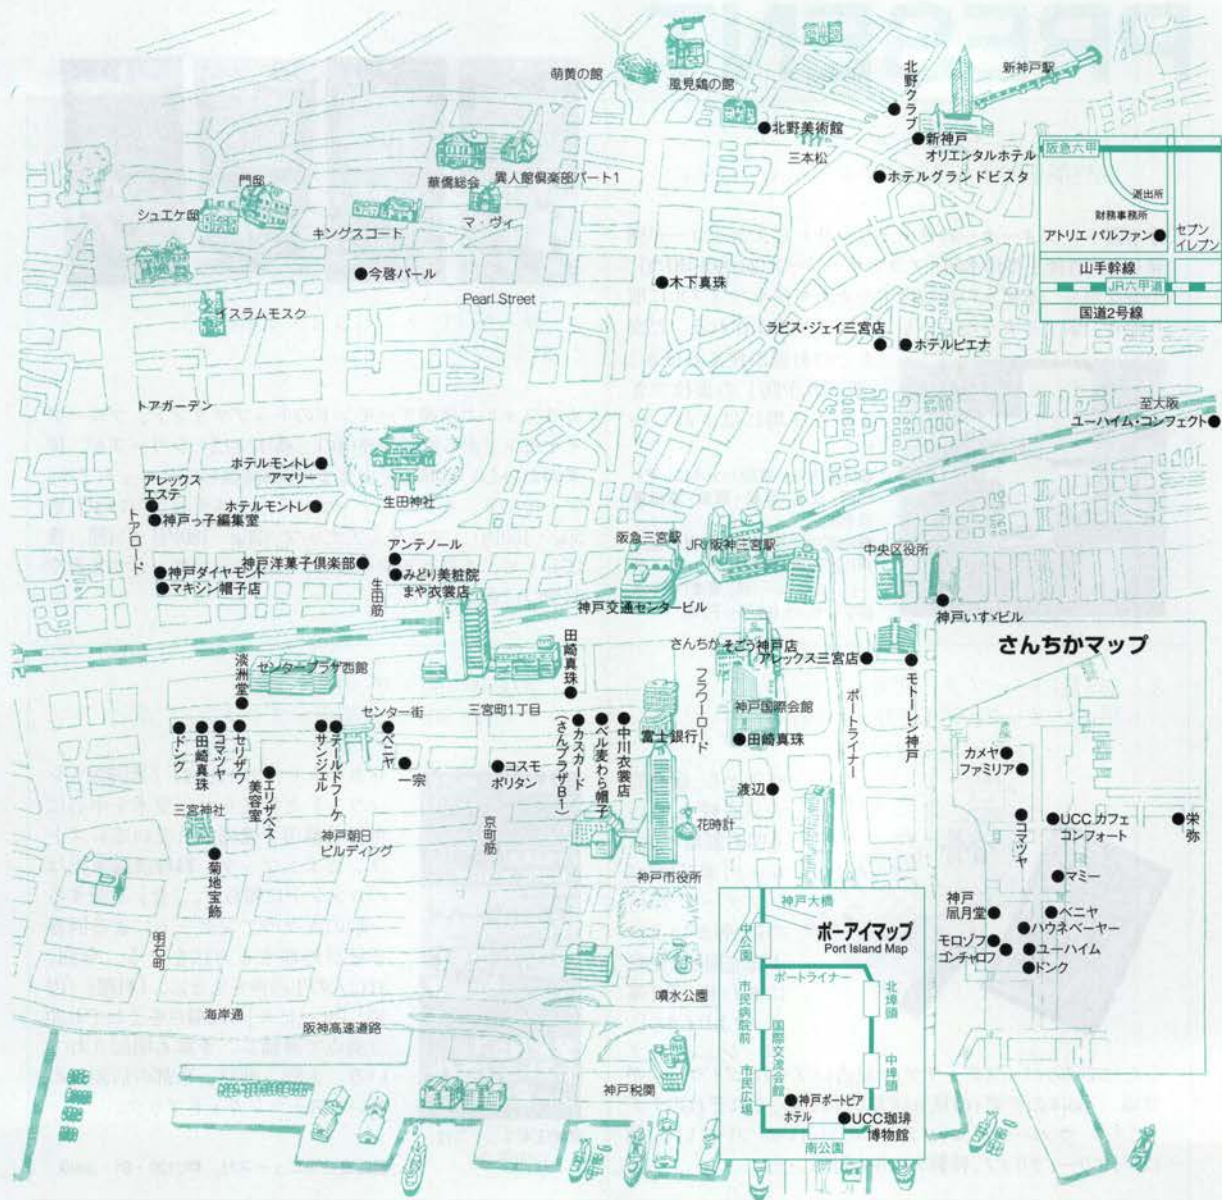 萌黄の館
風見鶏の館
北野クラブ
新神戸駅
北野美術館
三本松
新神戸
オリエンタルホテル
ホテルグランドビスタ
阪急六甲
派出所
財務事務所
アトリエ パルファン
セブン
イレブン
山手幹線
JR六甲道
国道2号線
門邸
シュエケ邸
華僑総会
異人館倶楽部パート1
マ・ヴィ
キングスコート
今啓パール
木下真珠
Pearl Street
イスラムモスク
ラピス・ジェイ三宮店
ホテルピエナ
トアガーデン
至大阪
ユーハイム・コンフェクト
ホテルモントレ
アマリー
アレックス
エステ
ホテルモントレ
生田神社
トアロード
神戸っ子編集室
アンテノール
神戸洋菓子倶楽部
神戸ダイヤモンド
マキシン帽子店
みどり美粧院
まや衣裳店
生田筋
阪急三宮駅
JR・阪神三宮駅
中央区役所
神戸交通センタービル
神戸いすゞビル
さんちか
そごう神戸店
アレックス三宮店
田崎真珠
淡洲堂
センタープラザ西館
フラワーロード
神戸国際会館
ポートライナー
モトーレン神戸
センター街
三宮町1丁目
ドンク
田崎真珠
コマツヤ
セリザワ
エリザベス
美容室
サンジェル
テールドフーケ
ベニヤ
一宗
コスモ
ポリタン
(さんプラザB1)
カスカード
ベル麦わら帽子
中川衣裳店
富士銀行
田崎真珠
渡辺
三宮神社
神戸朝日
ビルディング
京町筋
花時計
菊地宝飾
神戸市役所
明石町
海岸通
阪神高速道路
噴水公園
神戸税関
さんちかマップ
カメヤ
ファミリア
コマツヤ
UCCカフェ
コンフォート
栄弥
マミー
神戸
凮月堂
ベニヤ
ハウネベーヤー
モロゾフ
ゴンチャロフ
ユーハイム
ドンク
神戸大橋
ポーアイマップ
Port Island Map
中公園
ポートライナー
市民病院前
国際交流会館
北埠頭
市民広場
中埠頭
神戸ポートピア
ホテル
UCC珈琲
博物館
南公園